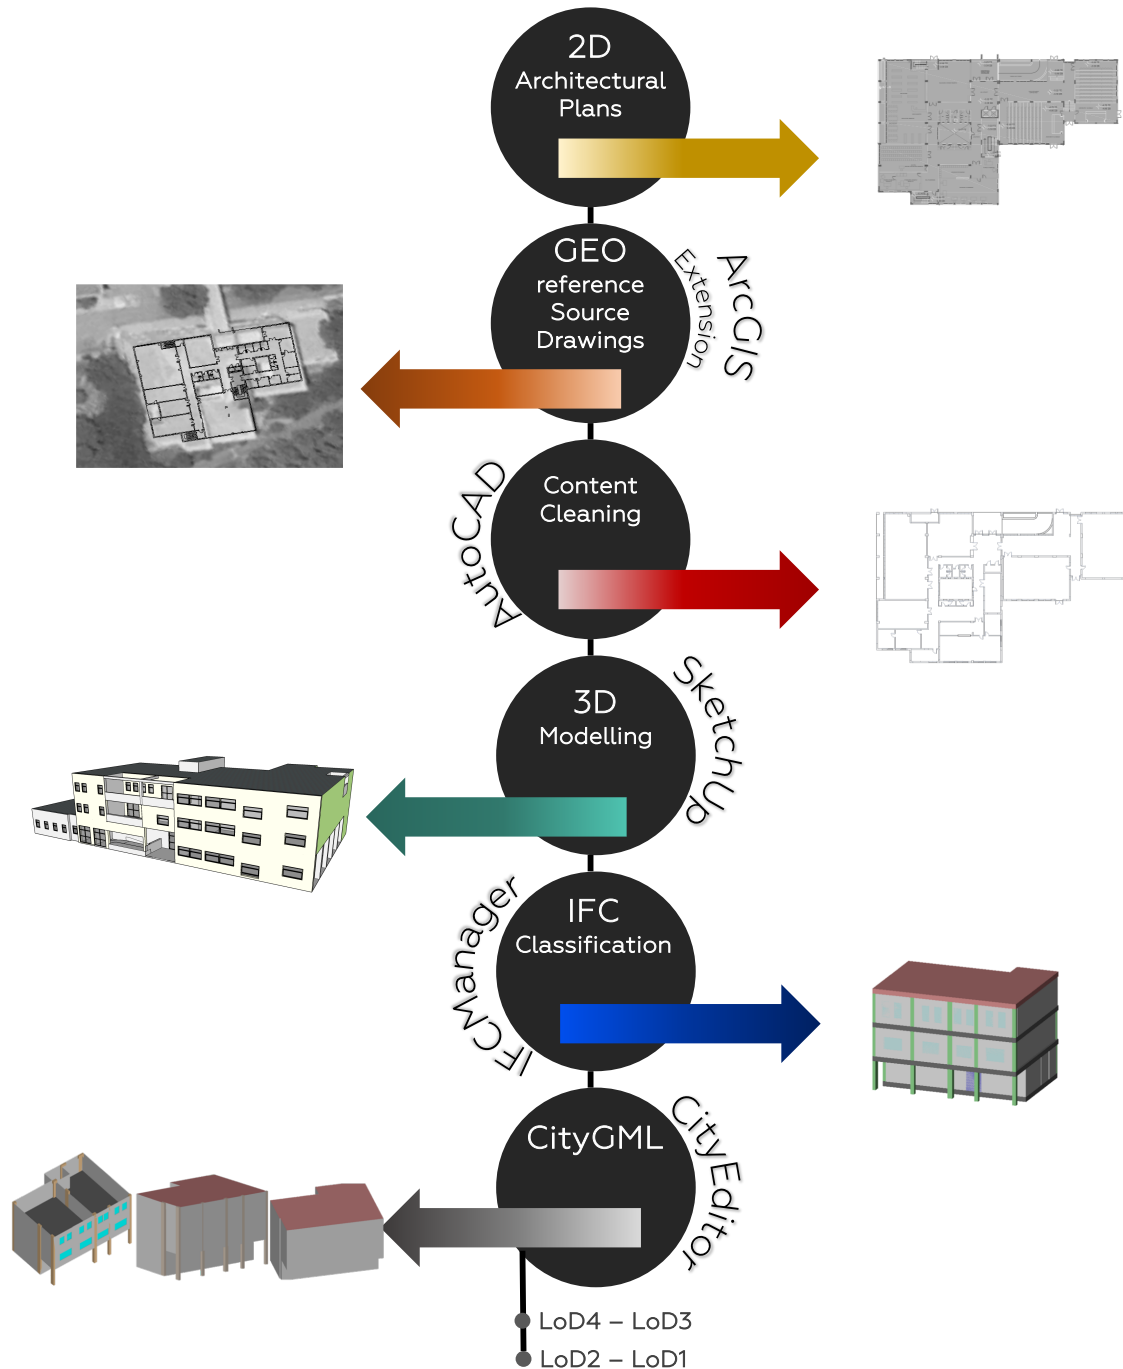 2D
Architectural
Plans
GEO
reference
Source
Drawings
Extension
ArcGIS
Content
Cleaning
AutoCAD
3D
Modelling
SketchUp
IFC
Classification
IFCManager
CityGML
CityEditor
LoD4 – LoD3
LoD2 – LoD1